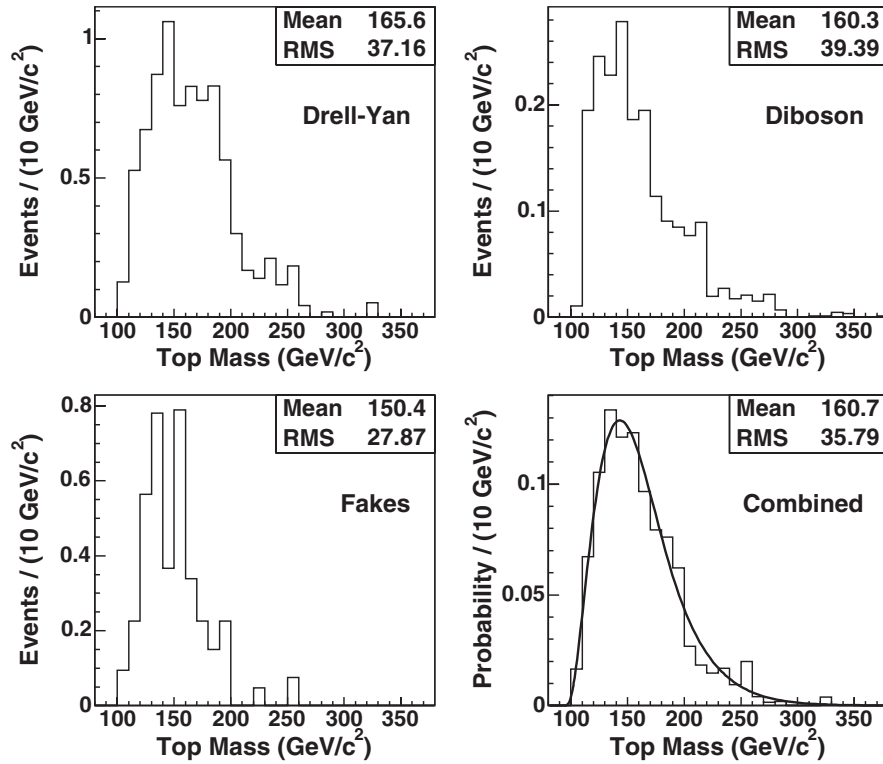 Mean 165.6
RMS 37.16
Drell-Yan
Events / (10 GeV/c²)
1
0.5
0
100 150 200 250 300 350
Top Mass (GeV/c²)
Mean 160.3
RMS 39.39
Diboson
Events / (10 GeV/c²)
0.2
0.1
0
100 150 200 250 300 350
Top Mass (GeV/c²)
Mean 150.4
RMS 27.87
Fakes
Events / (10 GeV/c²)
0.8
0.6
0.4
0.2
0
100 150 200 250 300 350
Top Mass (GeV/c²)
Mean 160.7
RMS 35.79
Combined
Probability / (10 GeV/c²)
0.1
0.05
0
100 150 200 250 300 350
Top Mass (GeV/c²)